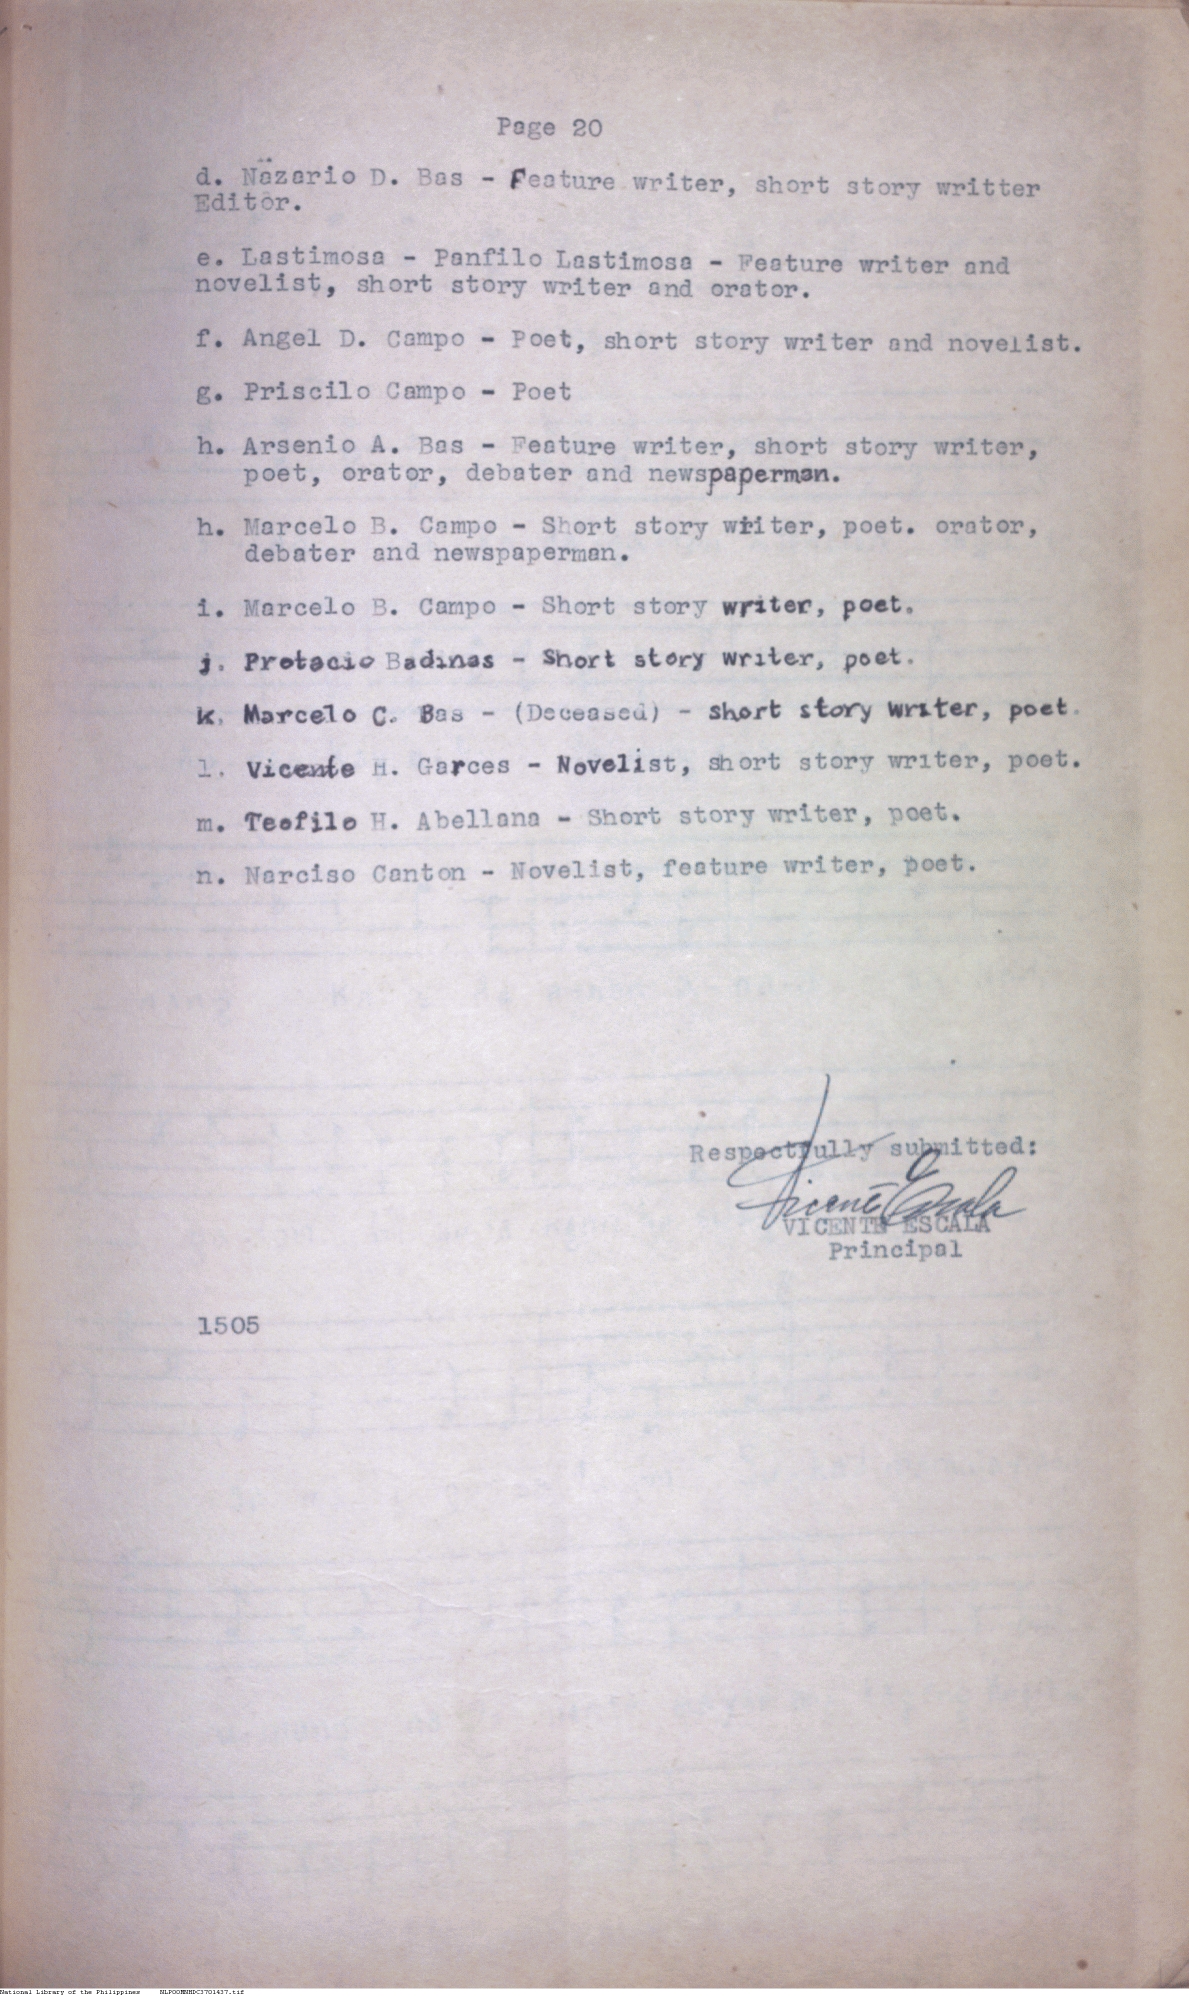 Page 20
d. Nazario D. Bas - Feature writer, short story writter
Editor.
e. Lastimosa - Panfilo Lastimosa - Feature writer and
novelist, short story writer and orator.
f. Angel D. Campo - Poet, short story writer and novelist.
g. Priscilo Campo - Poet
h. Arsenio A. Bas - Feature writer, short story writer,
poet, orator, debater and newspaperman.
h. Marcelo B. Campo - Short story writer, poet. orator,
debater and newspaperman.
i. Marcelo B. Campo - Short story writer, poet.
j. Protacio Badinas - Short story writer, poet.
k. Marcelo C. Bas - (Deceased) - short story writer, poet.
l. Vicente H. Garces - Novelist, short story writer, poet.
m. Teofilo H. Abellana - Short story writer, poet.
n. Narciso Canton - Novelist, feature writer, poet.
Respectfully submitted:
Vicente Escala
VICENTE ESCALA
Principal
1505
National Library of the Philippines NLPOOMNHDC3701437.tif